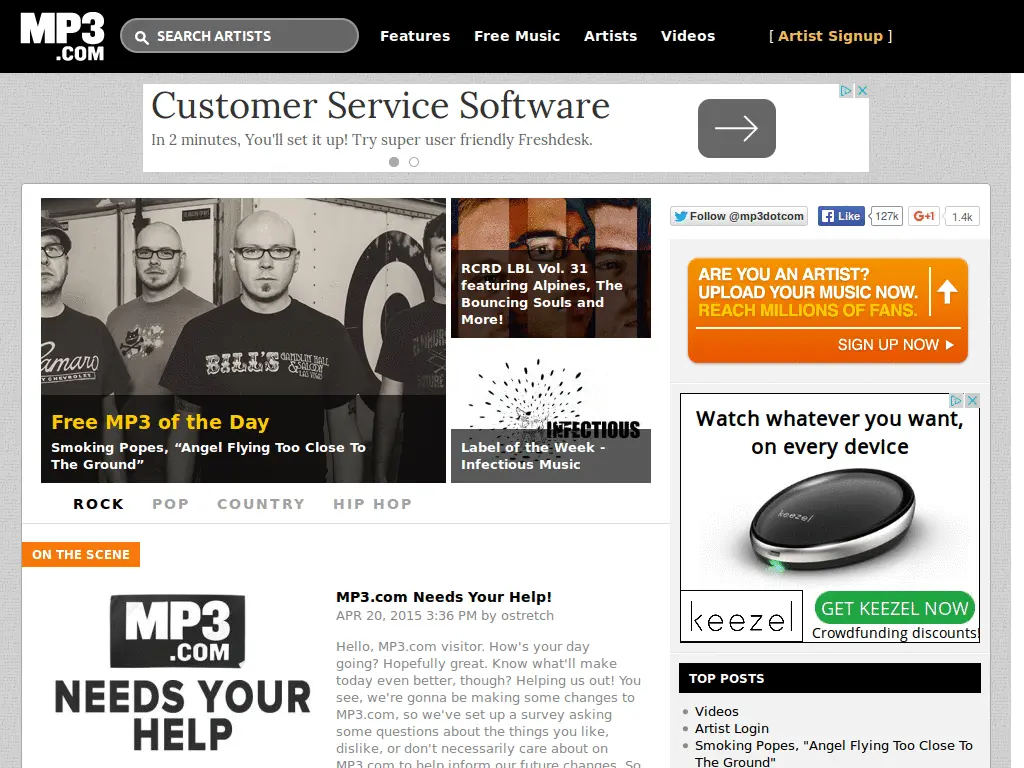 MP3
.COM
SEARCH ARTISTS
Features
Free Music
Artists
Videos
[ Artist Signup ]
Customer Service Software
In 2 minutes, You'll set it up! Try super user friendly Freshdesk.
Camaro
BY CHEVROLET
BILL'S GAMBLIN' HALL
& SALOON
LAS VEGAS
Free MP3 of the Day
Smoking Popes, “Angel Flying Too Close To
The Ground”
RCRD LBL Vol. 31
featuring Alpines, The
Bouncing Souls and
More!
INFECTIOUS
Label of the Week -
Infectious Music
Follow @mp3dotcom
Like
127k
G+1
1.4k
ARE YOU AN ARTIST?
UPLOAD YOUR MUSIC NOW.
REACH MILLIONS OF FANS.
SIGN UP NOW
Watch whatever you want,
on every device
keezel
keezel
GET KEEZEL NOW
Crowdfunding discounts!
ROCK
POP
COUNTRY
HIP HOP
ON THE SCENE
MP3
.COM
NEEDS YOUR
HELP
MP3.com Needs Your Help!
APR 20, 2015 3:36 PM by ostretch
Hello, MP3.com visitor. How's your day
going? Hopefully great. Know what'll make
today even better, though? Helping us out! You
see, we're gonna be making some changes to
MP3.com, so we've set up a survey asking
some questions about the things you like,
dislike, or don't necessarily care about on
MP3.com to help inform our future changes. So
TOP POSTS
Videos
Artist Login
Smoking Popes, "Angel Flying Too Close To
The Ground"